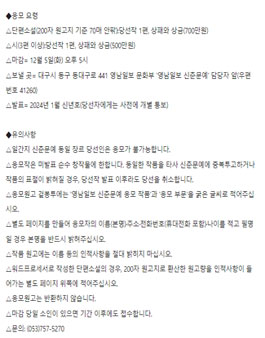 ◆응모 요령
△단편소설(200자 원고지 기준 70매 안팎)당선작 1편, 상패와 상금(700만원)
△시(3편 이상)당선작 1편, 상패와 상금(500만원)
△마감= 12월 5일(화) 오후 5시
△보낼 곳= 대구시 동구 동대구로 441 영남일보 문화부 '영남일보 신춘문예' 담당자 앞(우편
번호 41260)
△발표= 2024년 1월 신년호(당선자에게는 사전에 개별 통보)
◆유의사항
△일간지 신춘문예 동일 장르 당선인은 응모가 불가능합니다.
△응모작은 미발표 순수 창작물에 한합니다. 동일한 작품을 타사 신춘문예에 중복투고하거나
작품의 표절이 밝혀질 경우, 당선작 발표 이후라도 당선을 취소합니다.
△응모원고 겉봉투에는 '영남일보 신춘문예 응모 작품'과 '응모 부문'을 굵은 글씨로 적어주십
시오.
△별도 페이지를 만들어 응모자의 이름(본명)·주소·전화번호(휴대전화 포함)·나이를 적고 필명
일 경우 본명을 반드시 밝혀주십시오.
△작품 원고에는 이름 등의 인적사항을 절대 밝히지 마십시오.
△워드프로세서로 작성한 단편소설의 경우, 200자 원고지로 환산한 원고량을 인적사항이 들
어가는 별도 페이지 위쪽에 적어주십시오.
△응모원고는 반환하지 않습니다.
△마감 당일 소인이 있으면 기간 이후에도 접수합니다.
△문의: (053)757-5270